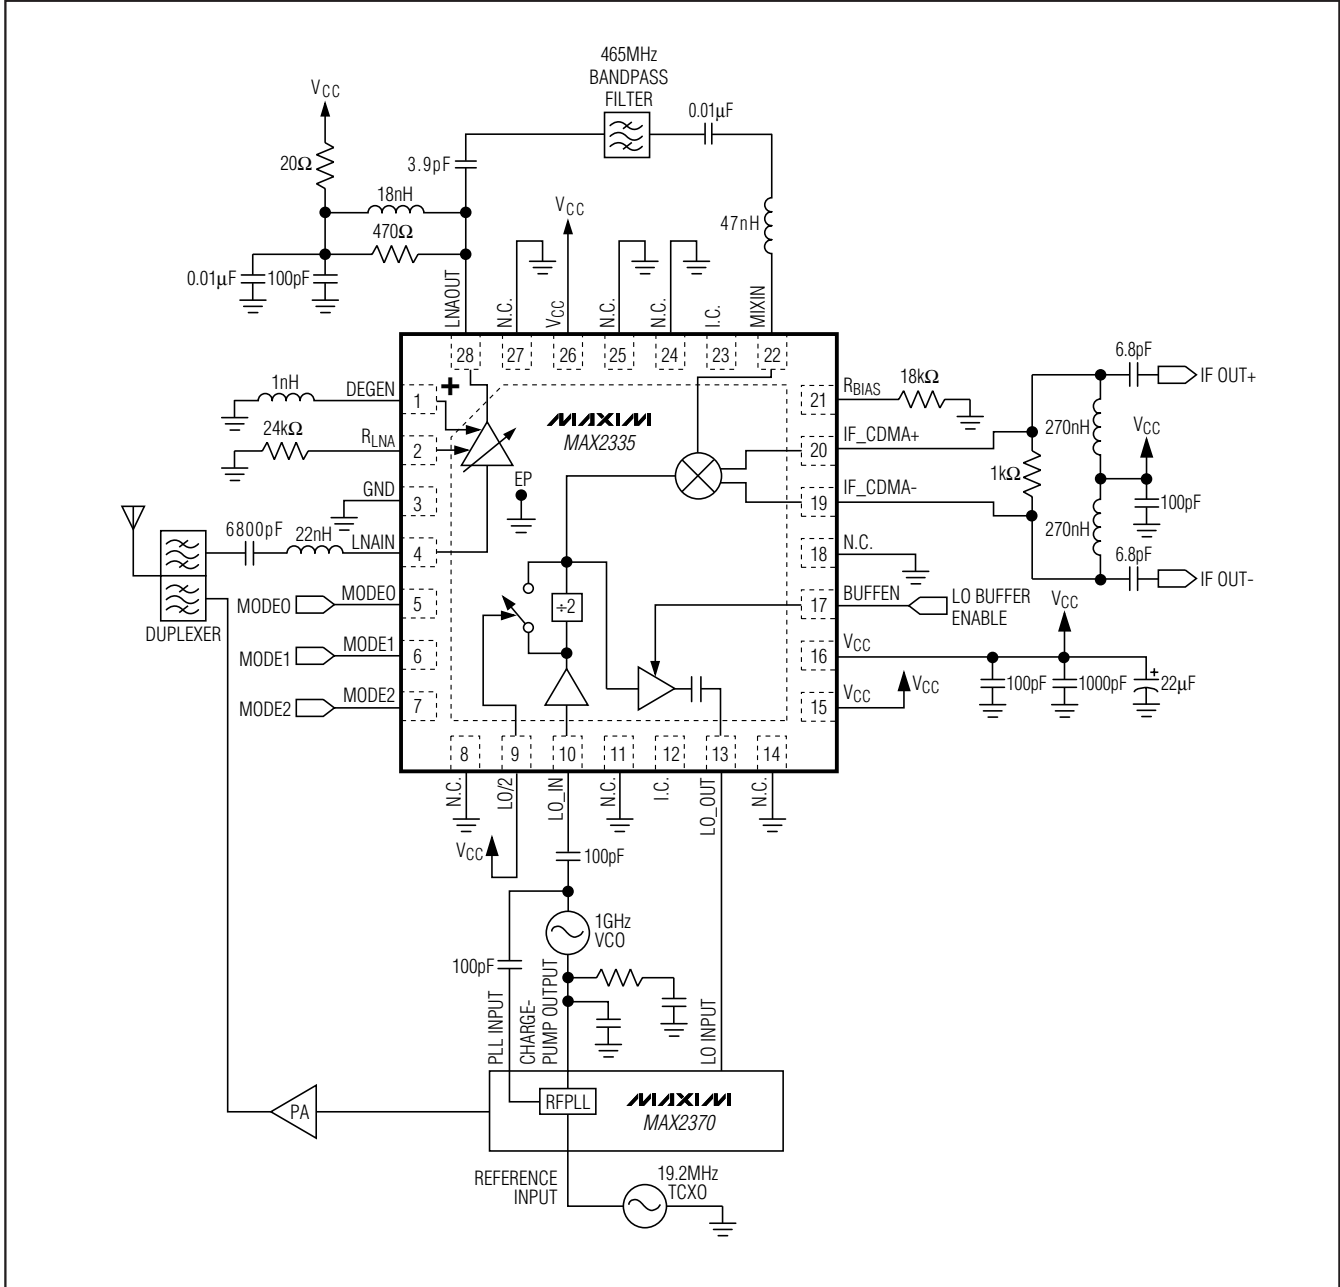 465MHz
BANDPASS
FILTER
0.01μF
VCC
20Ω
3.9pF
18nH
470Ω
0.01μF
100pF
VCC
47nH
LNAOUT
N.C.
VCC
N.C.
N.C.
I.C.
MIXIN
28
27
26
25
24
23
22
1nH
DEGEN
1
+
24kΩ
RLNA
2
GND
3
6800pF
22nH
LNAIN
4
DUPLEXER
MODE0
MODE0
5
MODE1
MODE1
6
MODE2
MODE2
7
MAXIM
MAX2335
EP
÷2
21
RBIAS
18kΩ
20
IF_CDMA+
19
IF_CDMA-
18
N.C.
17
BUFFEN
LO BUFFER
ENABLE
16
VCC
15
VCC
VCC
6.8pF
IF OUT+
270nH
VCC
1kΩ
100pF
270nH
6.8pF
IF OUT-
VCC
100pF
1000pF
+
22μF
8
9
10
11
12
13
14
N.C.
LO/2
LO_IN
N.C.
I.C.
LO_OUT
N.C.
VCC
100pF
1GHz
VCO
100pF
PLL INPUT
CHARGE-
PUMP OUTPUT
LO INPUT
PA
RFPLL
MAXIM
MAX2370
REFERENCE
INPUT
19.2MHz
TCXO